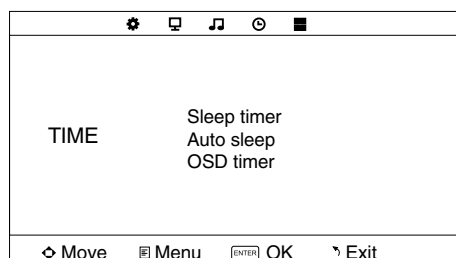 TIME
Sleep timer
Auto sleep
OSD timer
Move Menu ENTER OK Exit